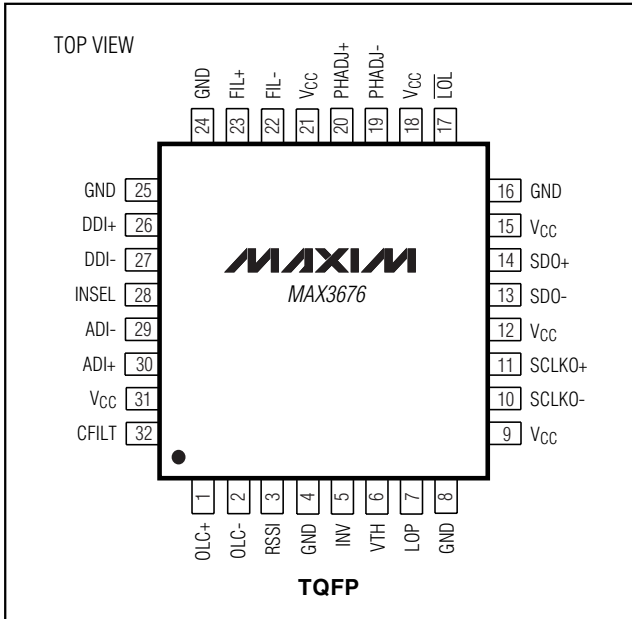 TOP VIEW
GND
FIL+
FIL-
VCC
PHADJ+
PHADJ-
VCC
LOL
24
23
22
21
20
19
18
17
GND 25
DDI+ 26
DDI- 27
INSEL 28
ADI- 29
ADI+ 30
VCC 31
CFILT 32
MAXIM
MAX3676
16 GND
15 VCC
14 SDO+
13 SDO-
12 VCC
11 SCLKO+
10 SCLKO-
9 VCC
1
2
3
4
5
6
7
8
OLC+
OLC-
RSSI
GND
INV
VTH
LOP
GND
TQFP